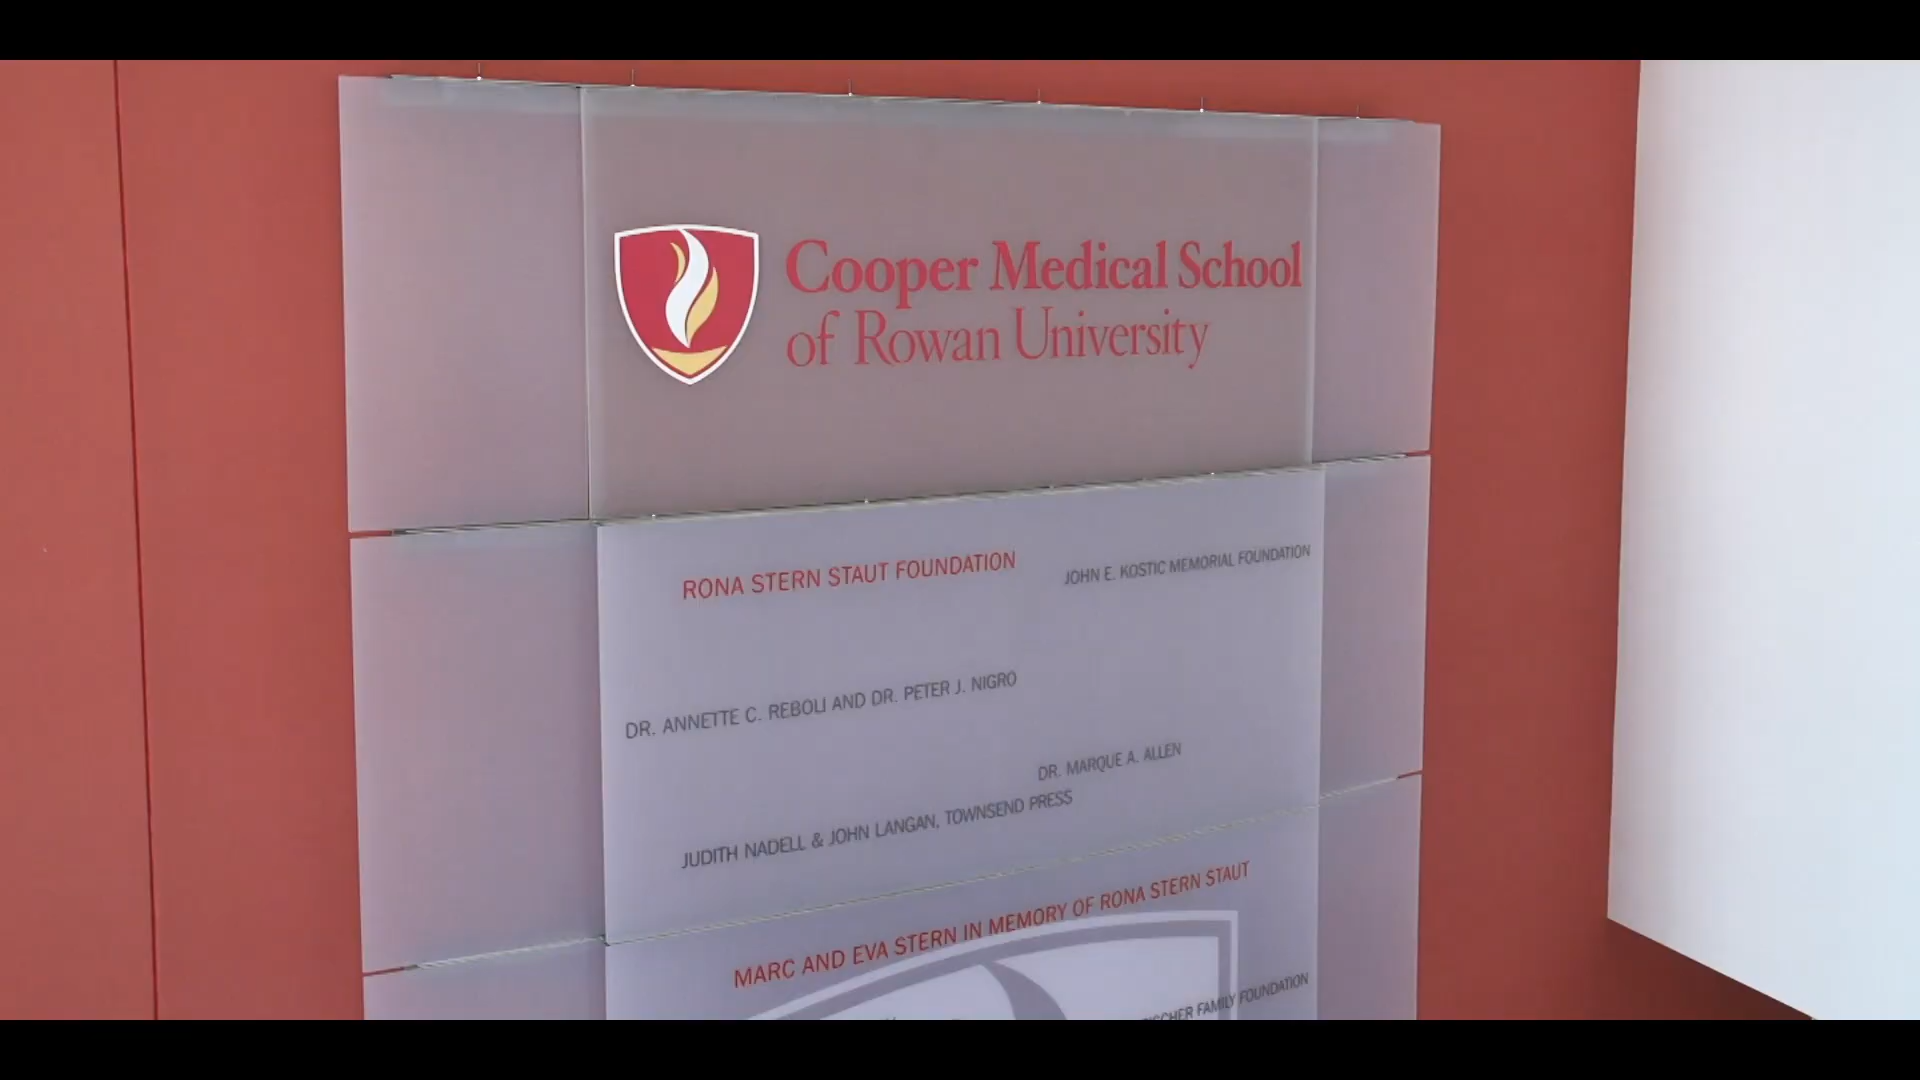 Cooper Medical School
of Rowan University
RONA STERN STAUT FOUNDATION
JOHN E. KOSTIC MEMORIAL FOUNDATION
DR. ANNETTE C. REBOLI AND DR. PETER J. NIGRO
DR. MARQUE A. ALLEN
JUDITH NADELL & JOHN LANGAN, TOWNSEND PRESS
MARC AND EVA STERN IN MEMORY OF RONA STERN STAUT
FAMILY FOUNDATION